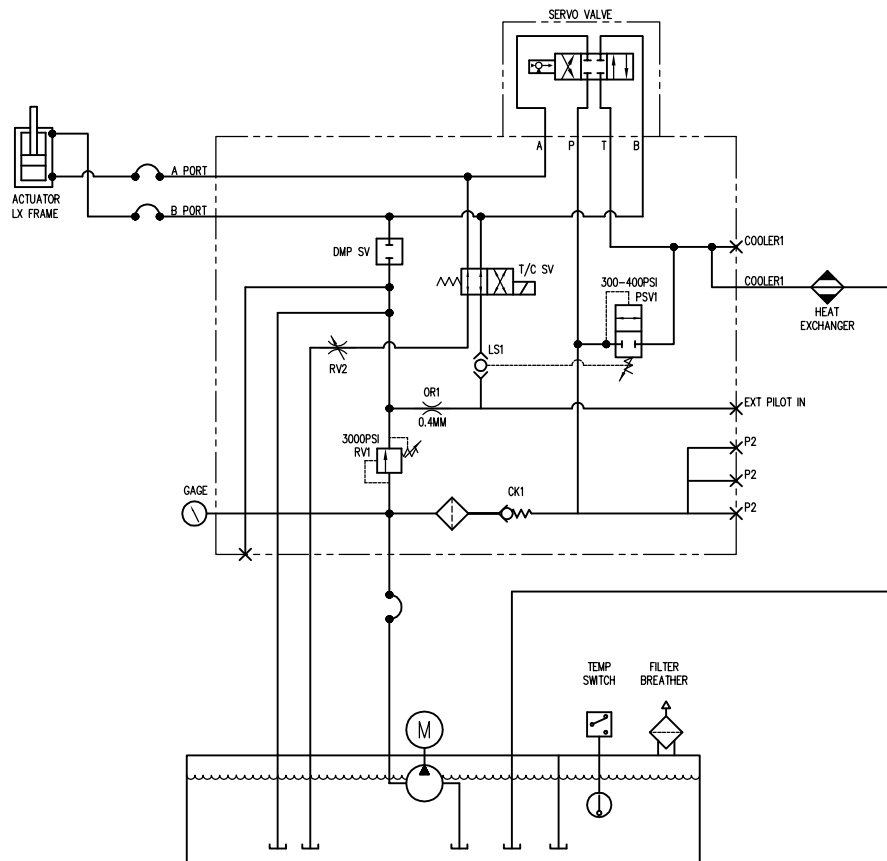 SERVO VALVE
A
P
T
B
A PORT
ACTUATOR
LX FRAME
B PORT
DMP SV
T/C SV
COOLER1
300-400PSI
PSV1
COOLER1
HEAT
EXCHANGER
LS1
RV2
OR1
0.4MM
EXT PILOT IN
3000PSI
RV1
P2
P2
GAGE
CK1
P2
TEMP
SWITCH
FILTER
BREATHER
M